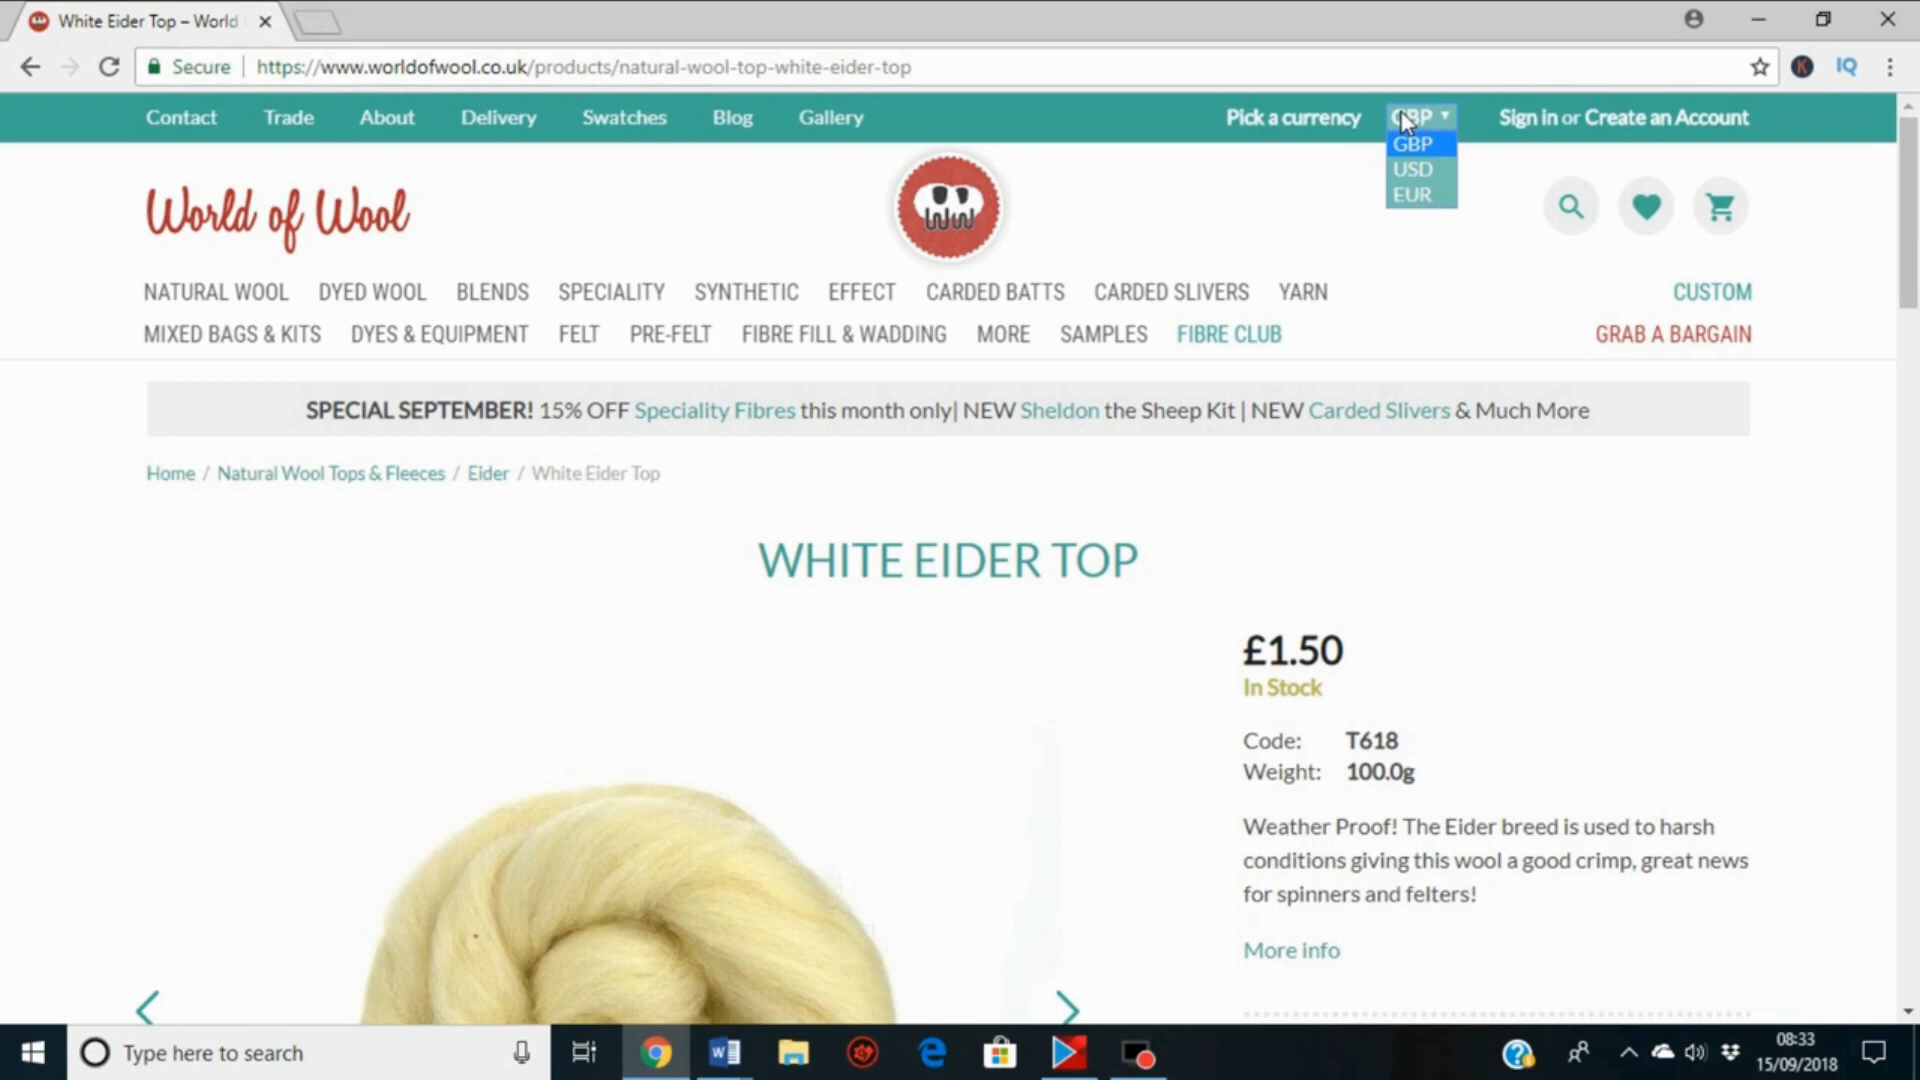 White Eider Top – World
Secure
https://www.worldofwool.co.uk/products/natural-wool-top-white-eider-top
IQ
Contact Trade About Delivery Swatches Blog Gallery Pick a currency GBP Sign in or Create an Account
GBP
USD
EUR
World of Wool
NATURAL WOOL DYED WOOL BLENDS SPECIALITY SYNTHETIC EFFECT CARDED BATTS CARDED SLIVERS YARN CUSTOM
MIXED BAGS & KITS DYES & EQUIPMENT FELT PRE-FELT FIBRE FILL & WADDING MORE SAMPLES FIBRE CLUB GRAB A BARGAIN
SPECIAL SEPTEMBER! 15% OFF Speciality Fibres this month only| NEW Sheldon the Sheep Kit | NEW Carded Slivers & Much More
Home / Natural Wool Tops & Fleeces / Eider / White Eider Top
WHITE EIDER TOP
£1.50
In Stock
Code: T618
Weight: 100.0g
Weather Proof! The Eider breed is used to harsh
conditions giving this wool a good crimp, great news
for spinners and felters!
More info
Type here to search
08:33
15/09/2018